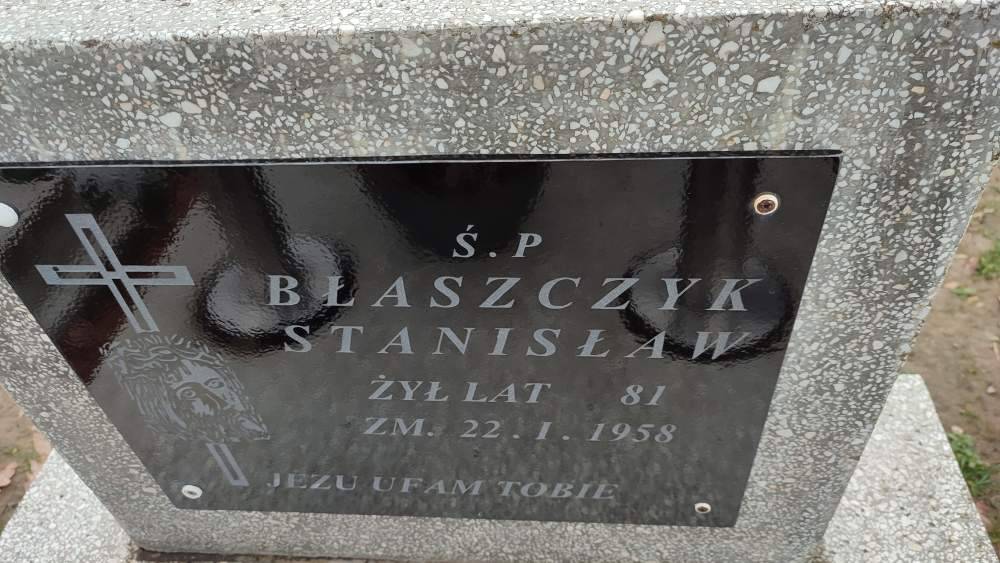 Ś.P
BŁASZCZYK
STANISŁAW
ŻYŁ LAT 81
ZM. 22.I.1958
JEZU UFAM TOBIE